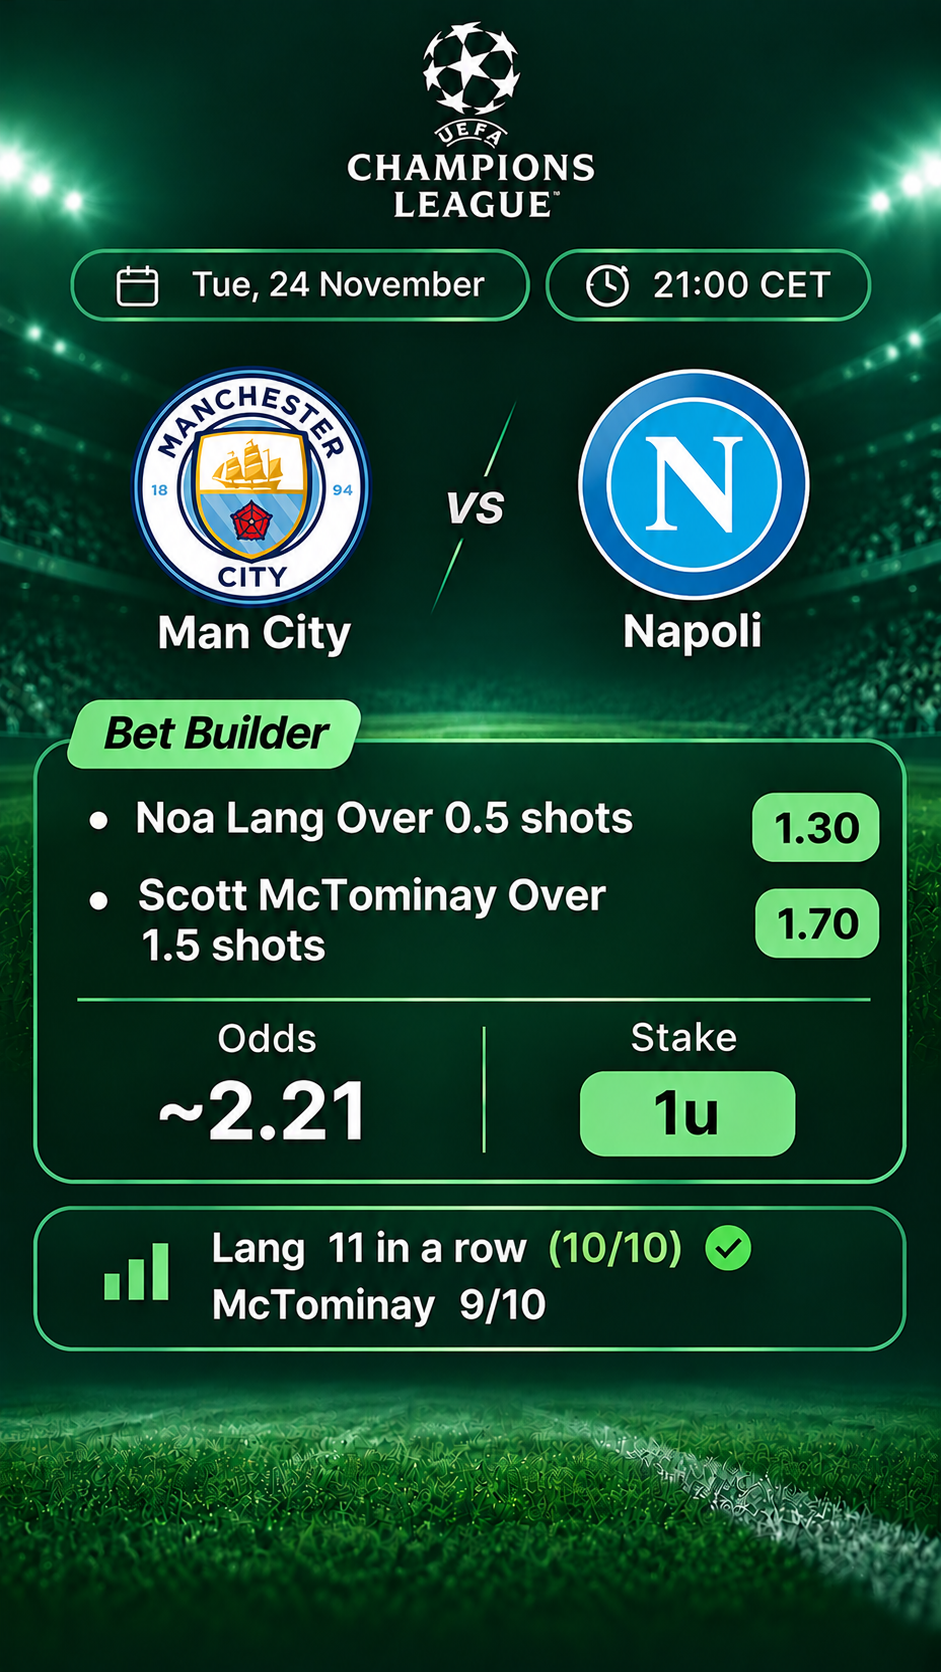 UEFA
CHAMPIONS
LEAGUE™
Tue, 24 November
21:00 CET
MANCHESTER
18 94
CITY
N
VS
Man City
Napoli
Bet Builder
• Noa Lang Over 0.5 shots
1.30
• Scott McTominay Over
1.5 shots
1.70
Odds
~2.21
Stake
1u
Lang 11 in a row (10/10)
McTominay 9/10